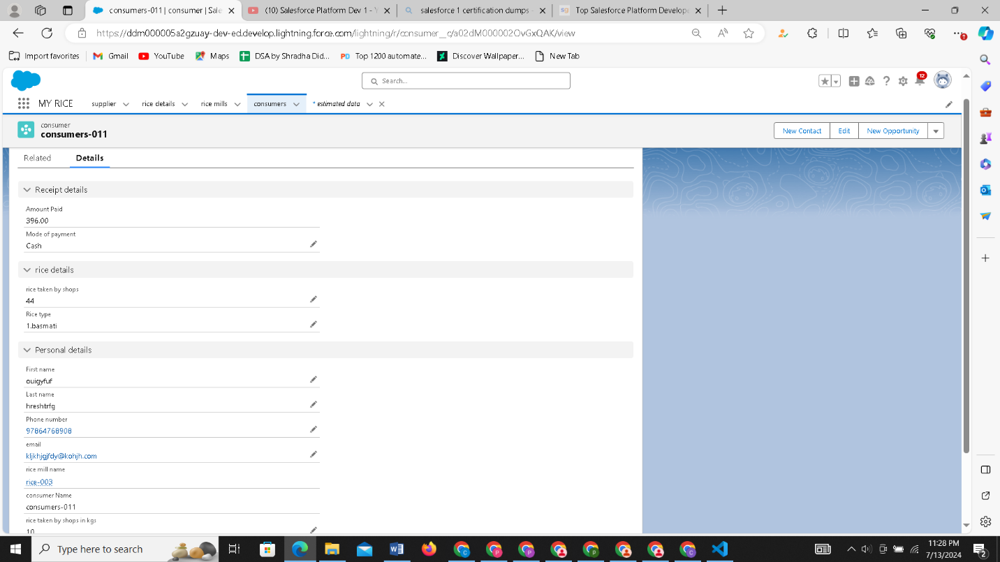 consumers-011 | consumer | Sale
(10) Salesforce Platform Dev 1 - Y
salesforce 1 certification dumps -
Top Salesforce Platform Develope
https://ddm000005a2gzuay-dev-ed.develop.lightning.force.com/lightning/r/consumer__c/a02dM000002OvGxQAK/view
Import favorites
Gmail
YouTube
Maps
DSA by Shradha Did...
Top 1200 automate...
Discover Wallpaper...
New Tab
Search...
12
MY RICE
supplier
rice details
rice mills
consumers
* estimated data
consumer
consumers-011
New Contact
Edit
New Opportunity
Related
Details
Receipt details
Amount Paid
396.00
Mode of payment
Cash
rice details
rice taken by shops
44
Rice type
1.basmati
Personal details
First name
ouigyfuf
Last name
hreshtrfg
Phone number
97864768908
email
kljkhjgjfdy@kohjh.com
rice mill name
rice-003
consumer Name
consumers-011
rice taken by shops in kgs
10
Type here to search
11:28 PM
7/13/2024
2